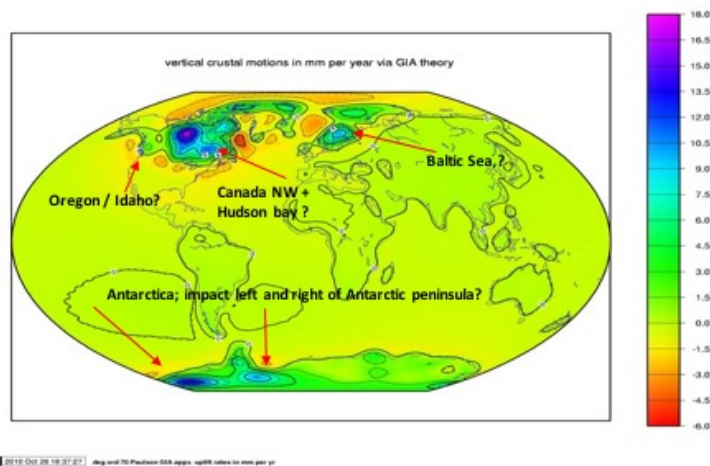 vertical crustal motions in mm per year via GIA theory
18.0
16.5
15.0
13.5
12.0
10.5
9.0
7.5
6.0
4.5
3.0
1.5
0.0
-1.5
-3.0
-4.5
-6.0
Baltic Sea,?
Oregon / Idaho?
Canada NW +
Hudson bay ?
Antarctica; impact left and right of Antarctic peninsula?
2010 Oct 26 18:37:27 deg ord 70 Paulson GIA appx. uplift rates in mm per yr